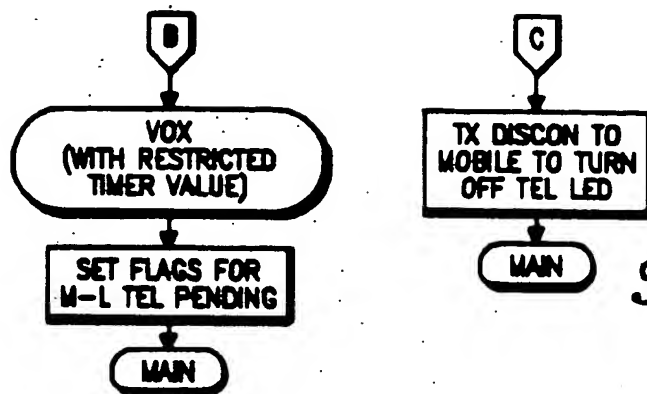 B
VOX
(WITH RESTRICTED
TIMER VALUE)
SET FLAGS FOR
M-L TEL PENDING
MAIN
C
TX DISCON TO
MOBILE TO TURN
OFF TEL LED
MAIN